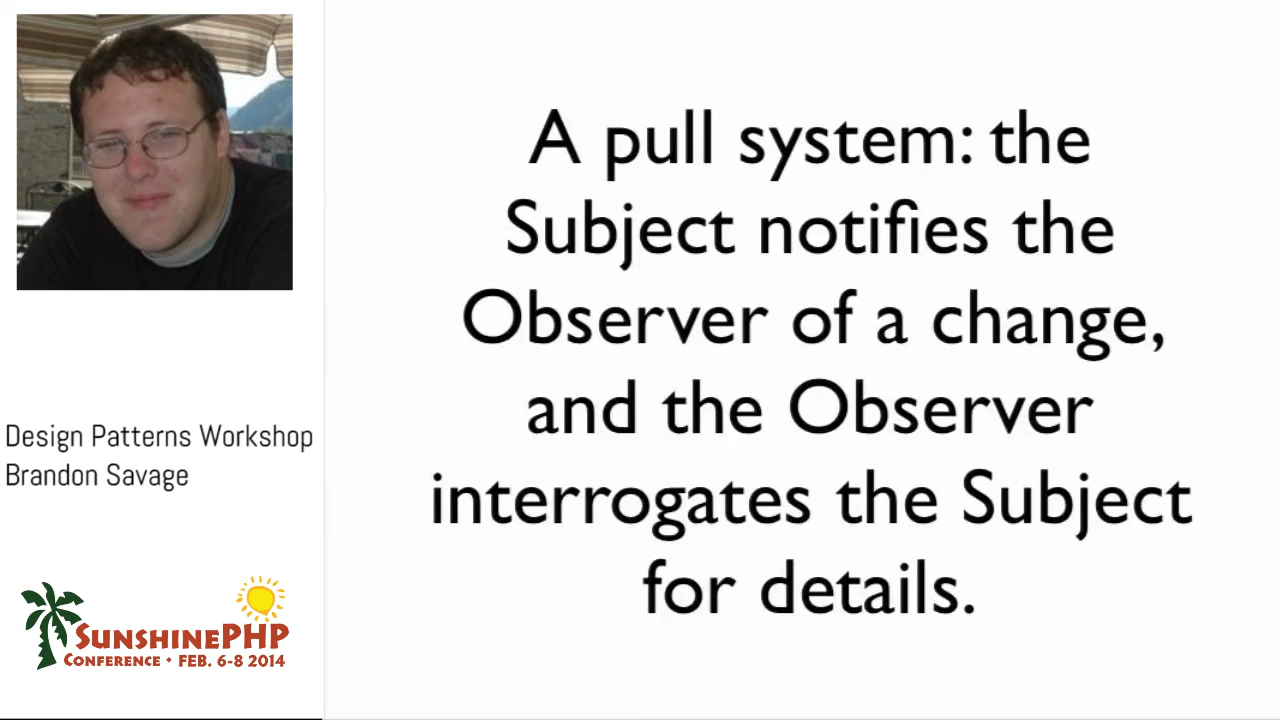 Design Patterns Workshop
Brandon Savage
SUNSHINEPHP
CONFERENCE • FEB. 6-8 2014
A pull system: the
Subject notifies the
Observer of a change,
and the Observer
interrogates the Subject
for details.